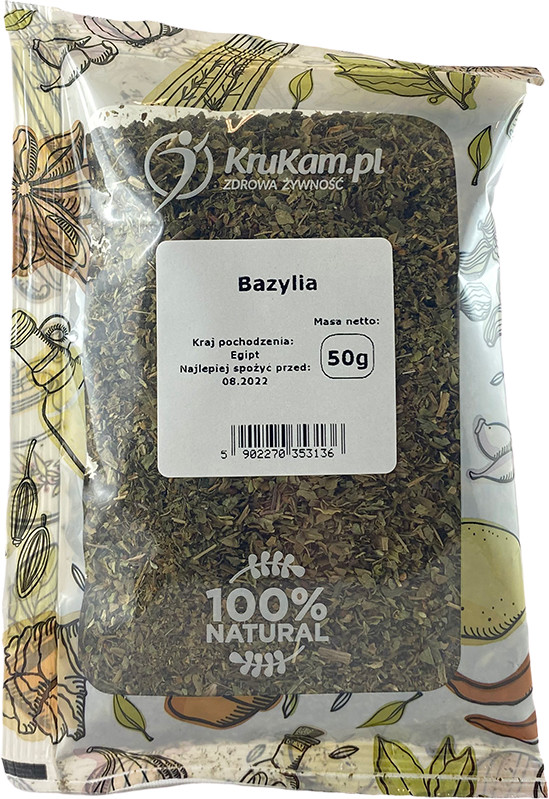 KruKam.pl
ZDROWA ŻYWNOŚĆ
Bazylia
Masa netto:
50g
Kraj pochodzenia:
Egipt
Najlepiej spożyć przed:
08.2022
5 902270 353136
100%
NATURAL